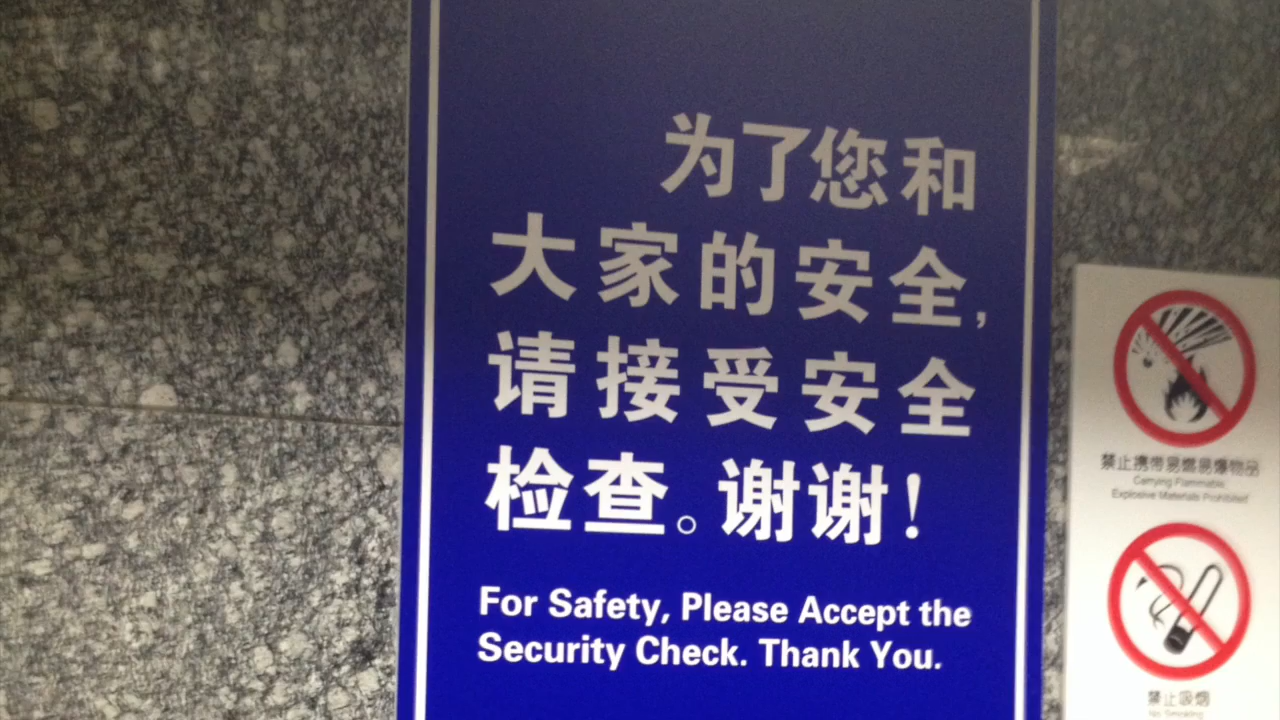 为了您和
大家的安全,
请接受安全
检查。谢谢!
For Safety, Please Accept the
Security Check. Thank You.
禁止携带易燃易爆物品
Carrying Flammable,
Explosive Materials Prohibited
禁止吸烟
No Smoking